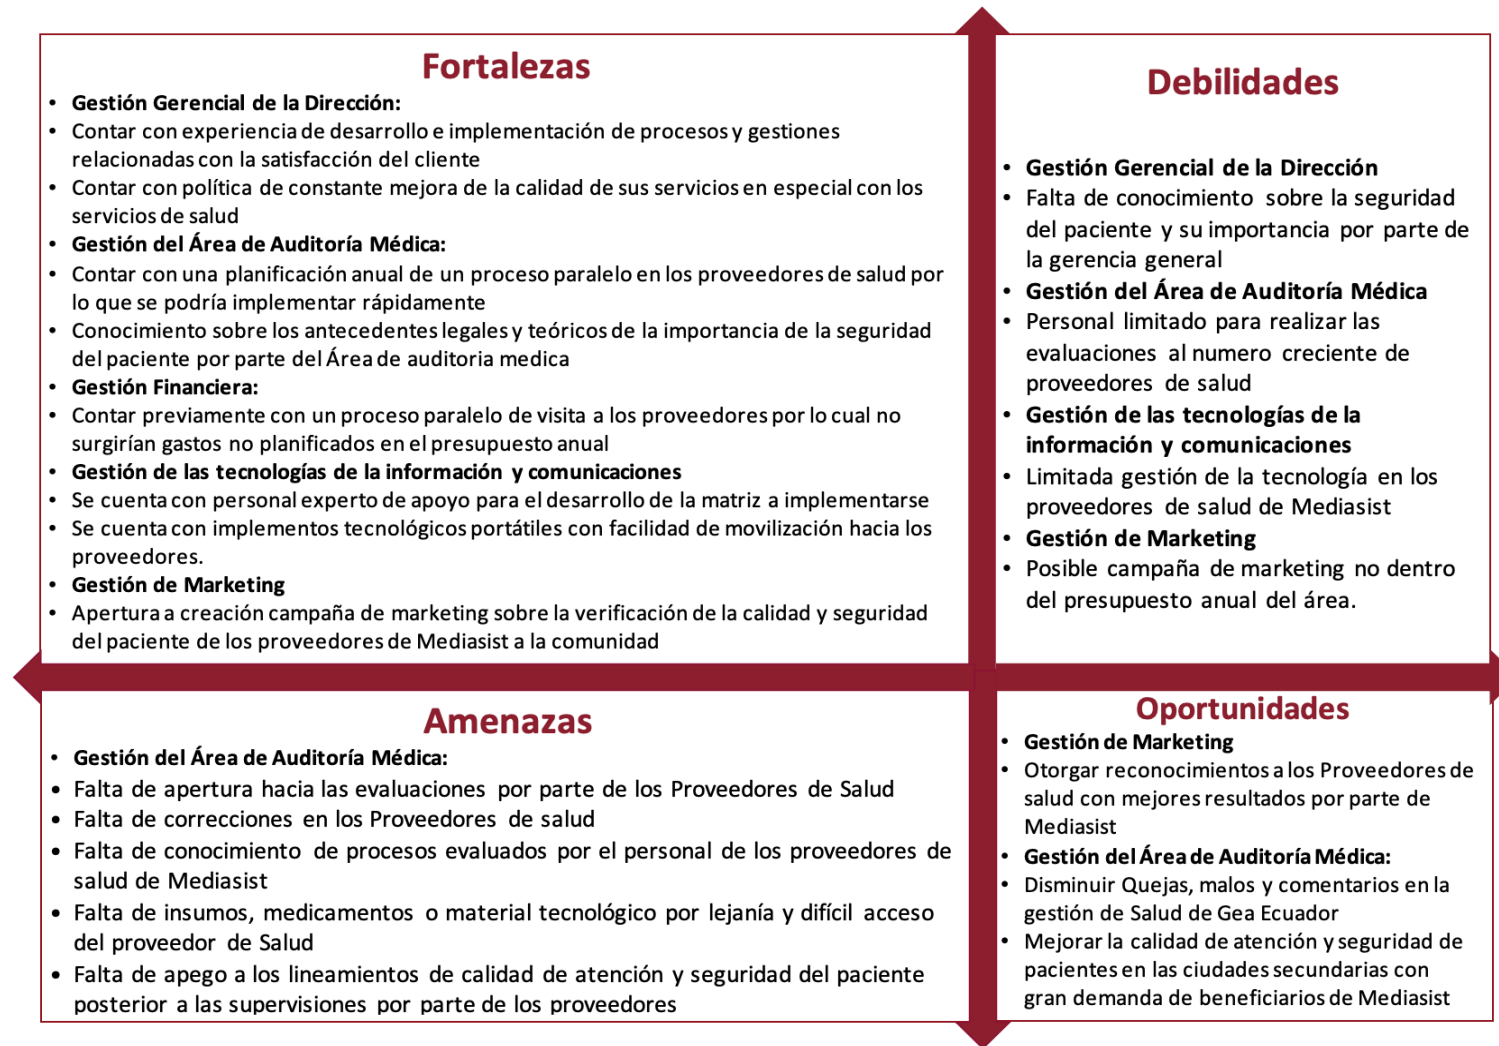 Fortalezas
• Gestión Gerencial de la Dirección:
• Contar con experiencia de desarrollo e implementación de procesos y gestiones
relacionadas con la satisfacción del cliente
• Contar con política de constante mejora de la calidad de sus servicios en especial con los
servicios de salud
• Gestión del Área de Auditoría Médica:
• Contar con una planificación anual de un proceso paralelo en los proveedores de salud por
lo que se podría implementar rápidamente
• Conocimiento sobre los antecedentes legales y teóricos de la importancia de la seguridad
del paciente por parte del Área de auditoria medica
• Gestión Financiera:
• Contar previamente con un proceso paralelo de visita a los proveedores por lo cual no
surgirían gastos no planificados en el presupuesto anual
• Gestión de las tecnologías de la información y comunicaciones
• Se cuenta con personal experto de apoyo para el desarrollo de la matriz a implementarse
• Se cuenta con implementos tecnológicos portátiles con facilidad de movilización hacia los
proveedores.
• Gestión de Marketing
• Apertura a creación campaña de marketing sobre la verificación de la calidad y seguridad
del paciente de los proveedores de Mediasist a la comunidad
Debilidades
• Gestión Gerencial de la Dirección
• Falta de conocimiento sobre la seguridad
del paciente y su importancia por parte de
la gerencia general
• Gestión del Área de Auditoría Médica
• Personal limitado para realizar las
evaluaciones al numero creciente de
proveedores de salud
• Gestión de las tecnologías de la
información y comunicaciones
• Limitada gestión de la tecnología en los
proveedores de salud de Mediasist
• Gestión de Marketing
• Posible campaña de marketing no dentro
del presupuesto anual del área.
Amenazas
• Gestión del Área de Auditoría Médica:
• Falta de apertura hacia las evaluaciones por parte de los Proveedores de Salud
• Falta de correcciones en los Proveedores de salud
• Falta de conocimiento de procesos evaluados por el personal de los proveedores de
salud de Mediasist
• Falta de insumos, medicamentos o material tecnológico por lejanía y difícil acceso
del proveedor de Salud
• Falta de apego a los lineamientos de calidad de atención y seguridad del paciente
posterior a las supervisiones por parte de los proveedores
Oportunidades
• Gestión de Marketing
• Otorgar reconocimientos a los Proveedores de
salud con mejores resultados por parte de
Mediasist
• Gestión del Área de Auditoría Médica:
• Disminuir Quejas, malos y comentarios en la
gestión de Salud de Gea Ecuador
• Mejorar la calidad de atención y seguridad de
pacientes en las ciudades secundarias con
gran demanda de beneficiarios de Mediasist